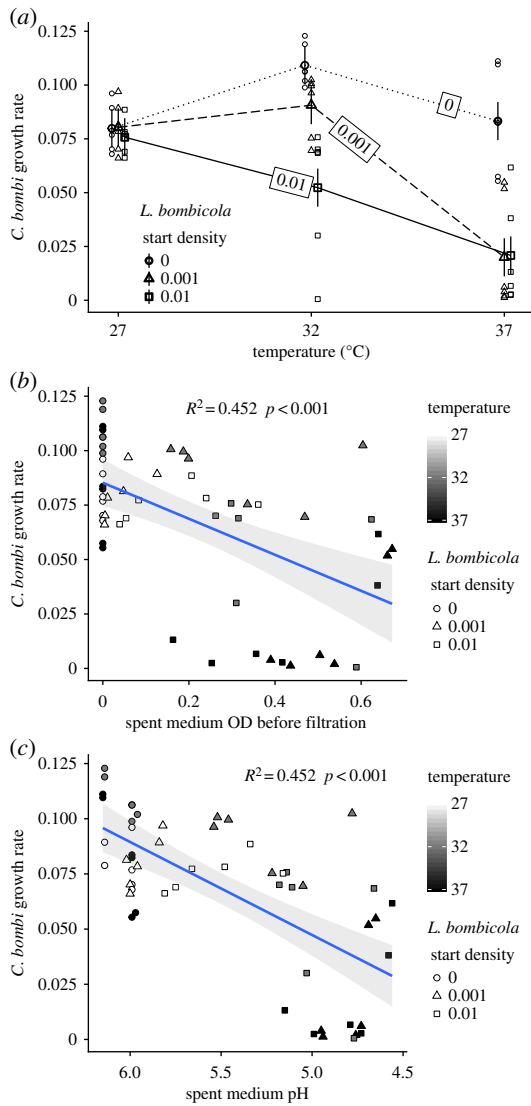 (a)
0.125
0.100
0.075
0.050
0.025
0
C. bombi growth rate
0
0.001
0.01
L. bombicola
start density
0
0.001
0.01
27
32
37
temperature (°C)
(b)
0.125
0.100
0.075
0.050
0.025
0
C. bombi growth rate
R² = 0.452 p < 0.001
0
0.2
0.4
0.6
spent medium OD before filtration
temperature
27
32
37
L. bombicola
start density
0
0.001
0.01
(c)
0.125
0.100
0.075
0.050
0.025
0
C. bombi growth rate
R² = 0.452 p < 0.001
6.0
5.5
5.0
4.5
spent medium pH
temperature
27
32
37
L. bombicola
start density
0
0.001
0.01